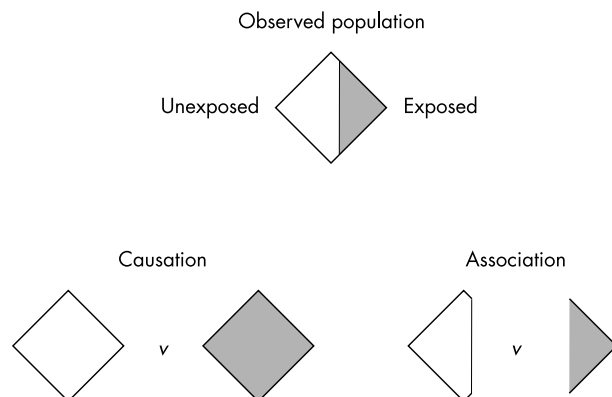 Observed population
Unexposed
Exposed
Causation
Association
v
v